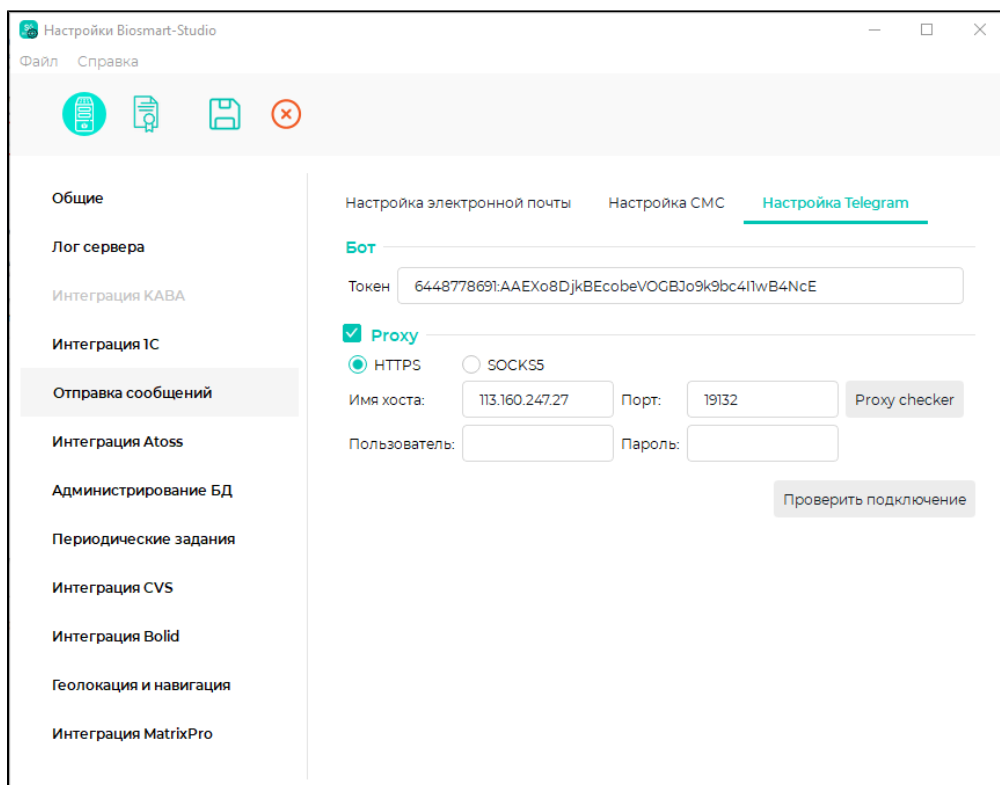 Настройки Biosmart-Studio
Файл Справка
Общие
Лог сервера
Интеграция KABA
Интеграция 1С
Отправка сообщений
Интеграция Atoss
Администрирование БД
Периодические задания
Интеграция CVS
Интеграция Bolid
Геолокация и навигация
Интеграция MatrixPro
Настройка электронной почты Настройка СМС Настройка Telegram
Бот
Токен 6448778691:AAEXo8DjkBEcobeVOGBJo9k9bc4I1wB4NcE
Proxy
HTTPS SOCKS5
Имя хоста: 113.160.247.27 Порт: 19132 Proxy checker
Пользователь: Пароль:
Проверить подключение